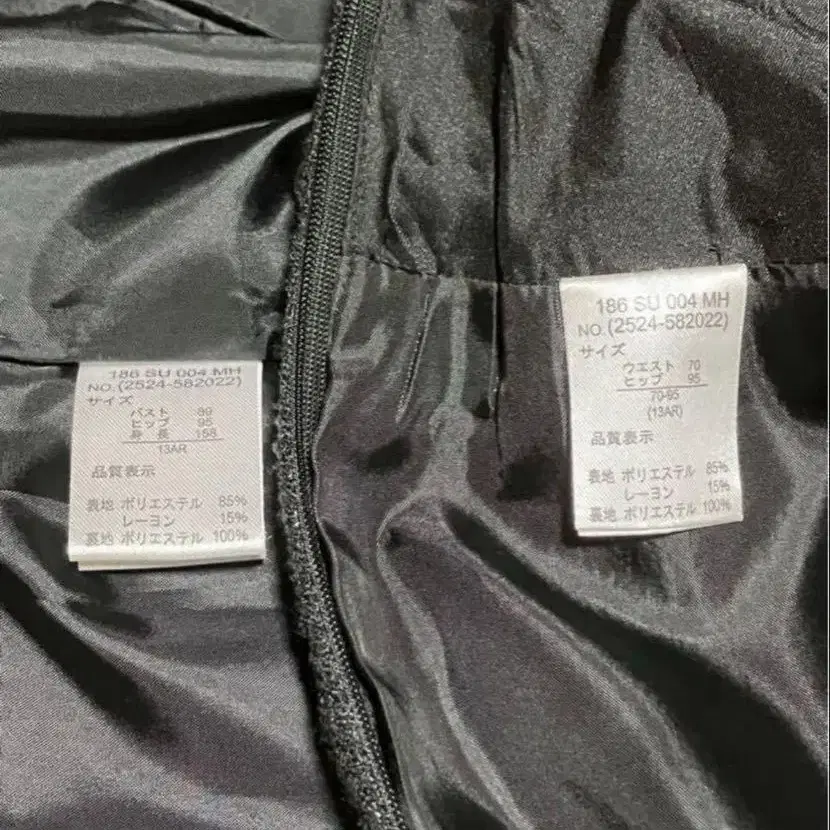 186 SU 004 MH
NO.(2524-582022)
サイズ
バスト 89
ヒップ 95
身長 158
13AR
品質表示
表地 ポリエステル 85%
レーヨン 15%
裏地 ポリエステル 100%
186 SU 004 MH
NO.(2524-582022)
サイズ
ウエスト 70
ヒップ 95
70-95
(13AR)
品質表示
表地 ポリエステル 85%
レーヨン 15%
裏地 ポリエステル 100%